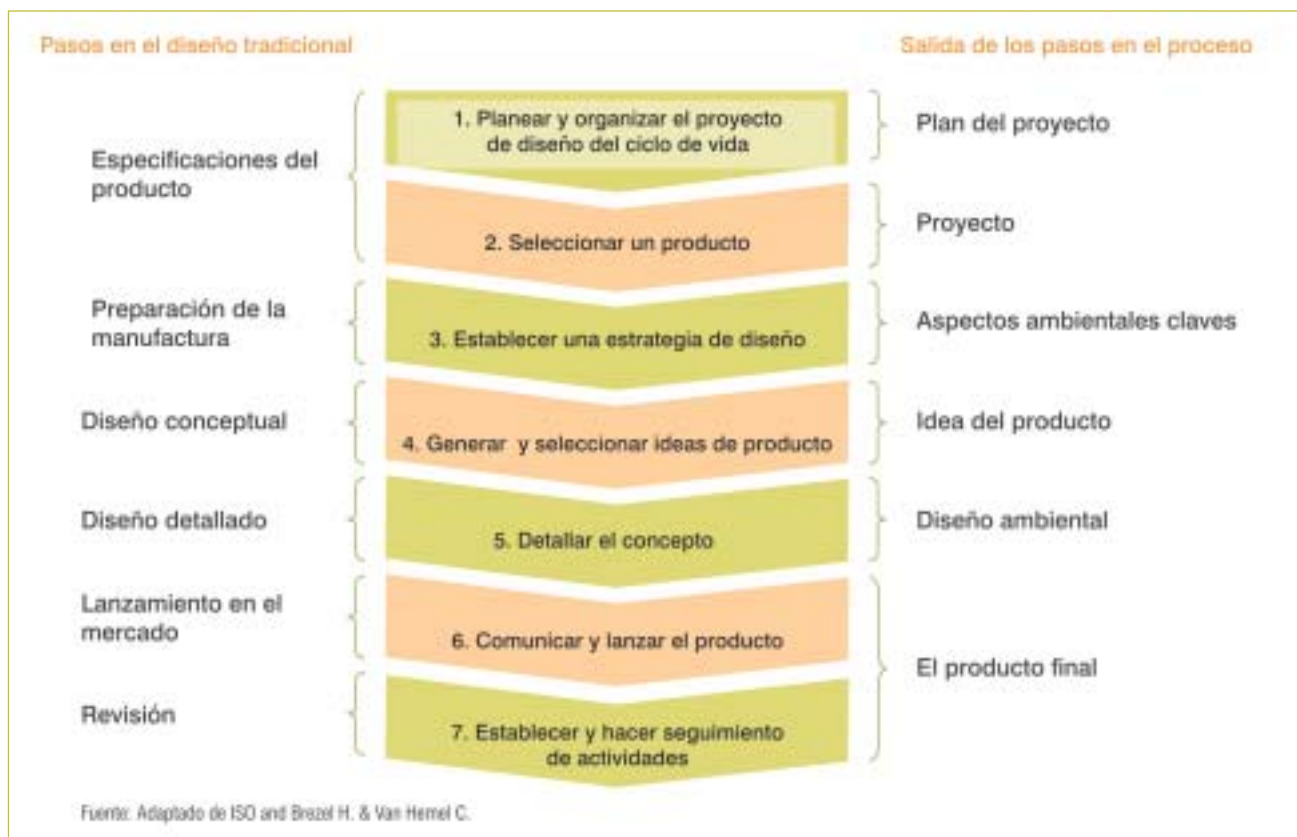 Pasos en el diseño tradicional
Salida de los pasos en el proceso
Especificaciones del
producto
1. Planear y organizar el proyecto
de diseño del ciclo de vida
Plan del proyecto
2. Seleccionar un producto
Proyecto
Preparación de la
manufactura
3. Establecer una estrategia de diseño
Aspectos ambientales claves
Diseño conceptual
4. Generar y seleccionar ideas de producto
Idea del producto
Diseño detallado
5. Detallar el concepto
Diseño ambiental
Lanzamiento en el
mercado
6. Comunicar y lanzar el producto
El producto final
Revisión
7. Establecer y hacer seguimiento
de actividades
Fuente: Adaptado de ISO and Brezel H. & Van Hemel C.